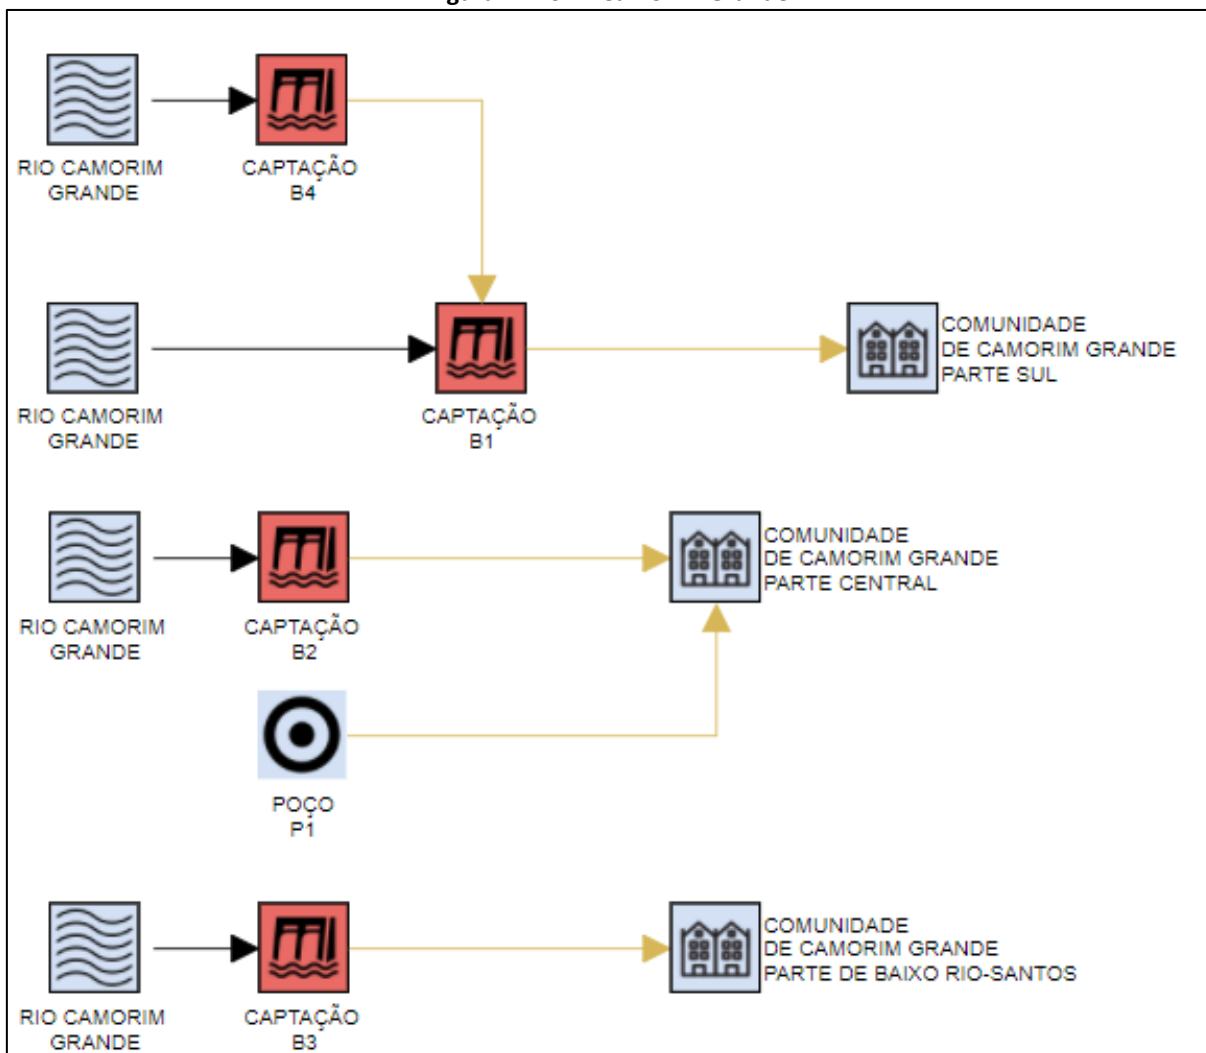 RIO CAMORIM
GRANDE
CAPTAÇÃO
B4
RIO CAMORIM
GRANDE
CAPTAÇÃO
B1
COMUNIDADE
DE CAMORIM GRANDE
PARTE SUL
RIO CAMORIM
GRANDE
CAPTAÇÃO
B2
COMUNIDADE
DE CAMORIM GRANDE
PARTE CENTRAL
POÇO
P1
RIO CAMORIM
GRANDE
CAPTAÇÃO
B3
COMUNIDADE
DE CAMORIM GRANDE
PARTE DE BAIXO RIO-SANTOS